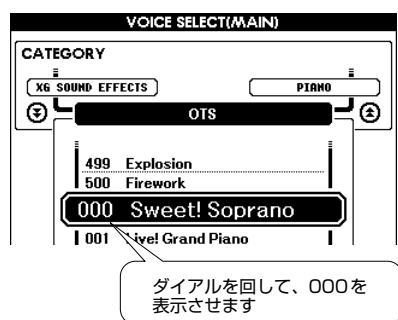 VOICE SELECT(MAIN)
CATEGORY
XG SOUND EFFECTS
PIANO
OTS
499 Explosion
500 Firework
000 Sweet! Soprano
001 Live! Grand Piano
ダイアルを回して、000を
表示させます